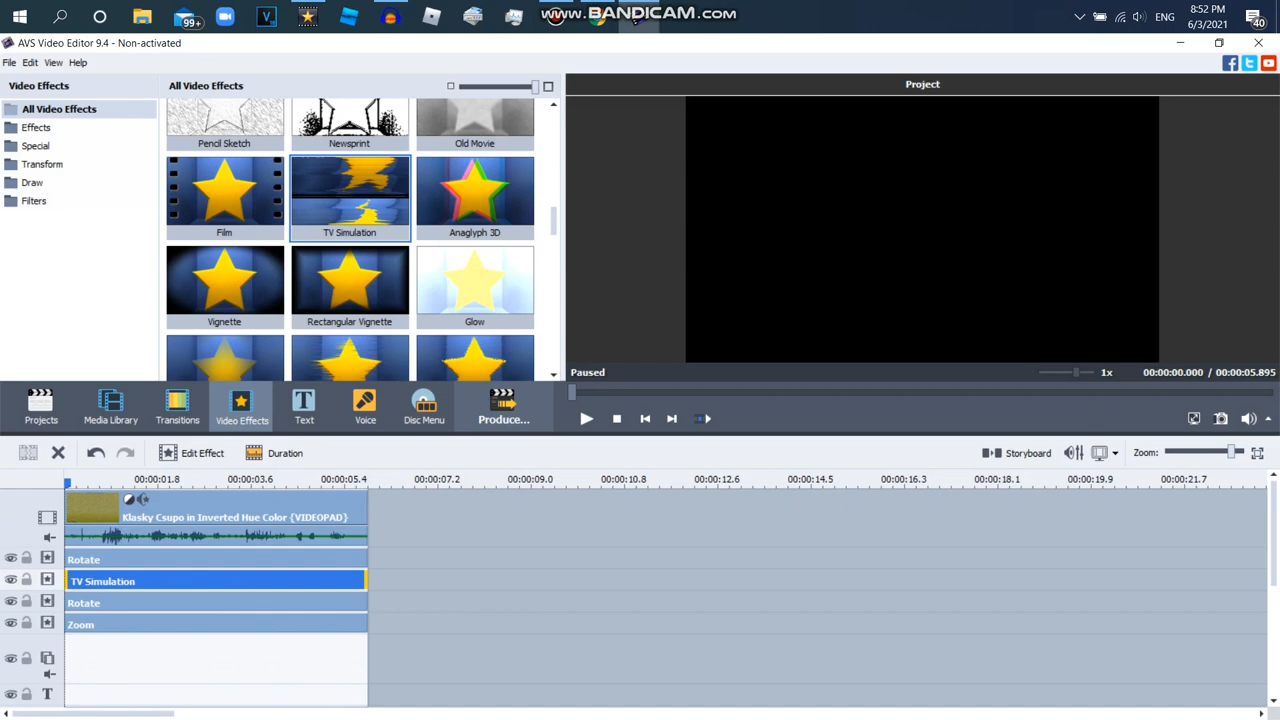 www.BANDICAM.com
99+
ENG
8:52 PM
6/3/2021
40
AVS Video Editor 9.4 - Non-activated
File Edit View Help
Video Effects
All Video Effects
Project
All Video Effects
Effects
Special
Transform
Draw
Filters
Pencil Sketch
Newsprint
Old Movie
Film
TV Simulation
Anaglyph 3D
Vignette
Rectangular Vignette
Glow
Paused
1x
00:00:00.000 / 00:00:05.895
Projects
Media Library
Transitions
Video Effects
Text
Voice
Disc Menu
Produce...
Edit Effect
Duration
Storyboard
Zoom:
00:00:01.8 00:00:03.6 00:00:05.4 00:00:07.2 00:00:09.0 00:00:10.8 00:00:12.6 00:00:14.5 00:00:16.3 00:00:18.1 00:00:19.9 00:00:21.7
Klasky Csupo in Inverted Hue Color {VIDEOPAD}
Rotate
TV Simulation
Rotate
Zoom
T